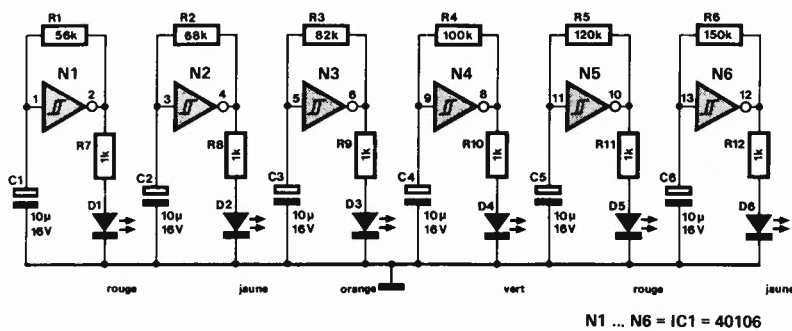 R1 R2 R3 R4 R5 R6
56k 68k 82k 100k 120k 150k
N1 N2 N3 N4 N5 N6
1 2 3 4 5 6 9 8 11 10 13 12
R7 R8 R9 R10 R11 R12
1k 1k 1k 1k 1k 1k
C1 C2 C3 C4 C5 C6
D1 D2 D3 D4 D5 D6
10µ 10µ 10µ 10µ 10µ 10µ
16V 16V 16V 16V 16V 16V
rouge jaune orange vert rouge jaune
N1 ... N6 = IC1 = 40106